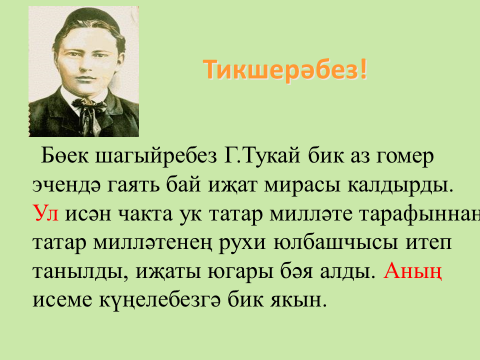 Тикшерәбез!
Бөек шагыйребез Г.Тукай бик аз гомер
эчендә гаять бай иҗат мирасы калдырды.
Ул исән чакта ук татар милләте тарафыннан
татар милләтенең рухи юлбашчысы итеп
танылды, иҗаты югары бәя алды. Аның
исеме күңелебезгә бик якын.